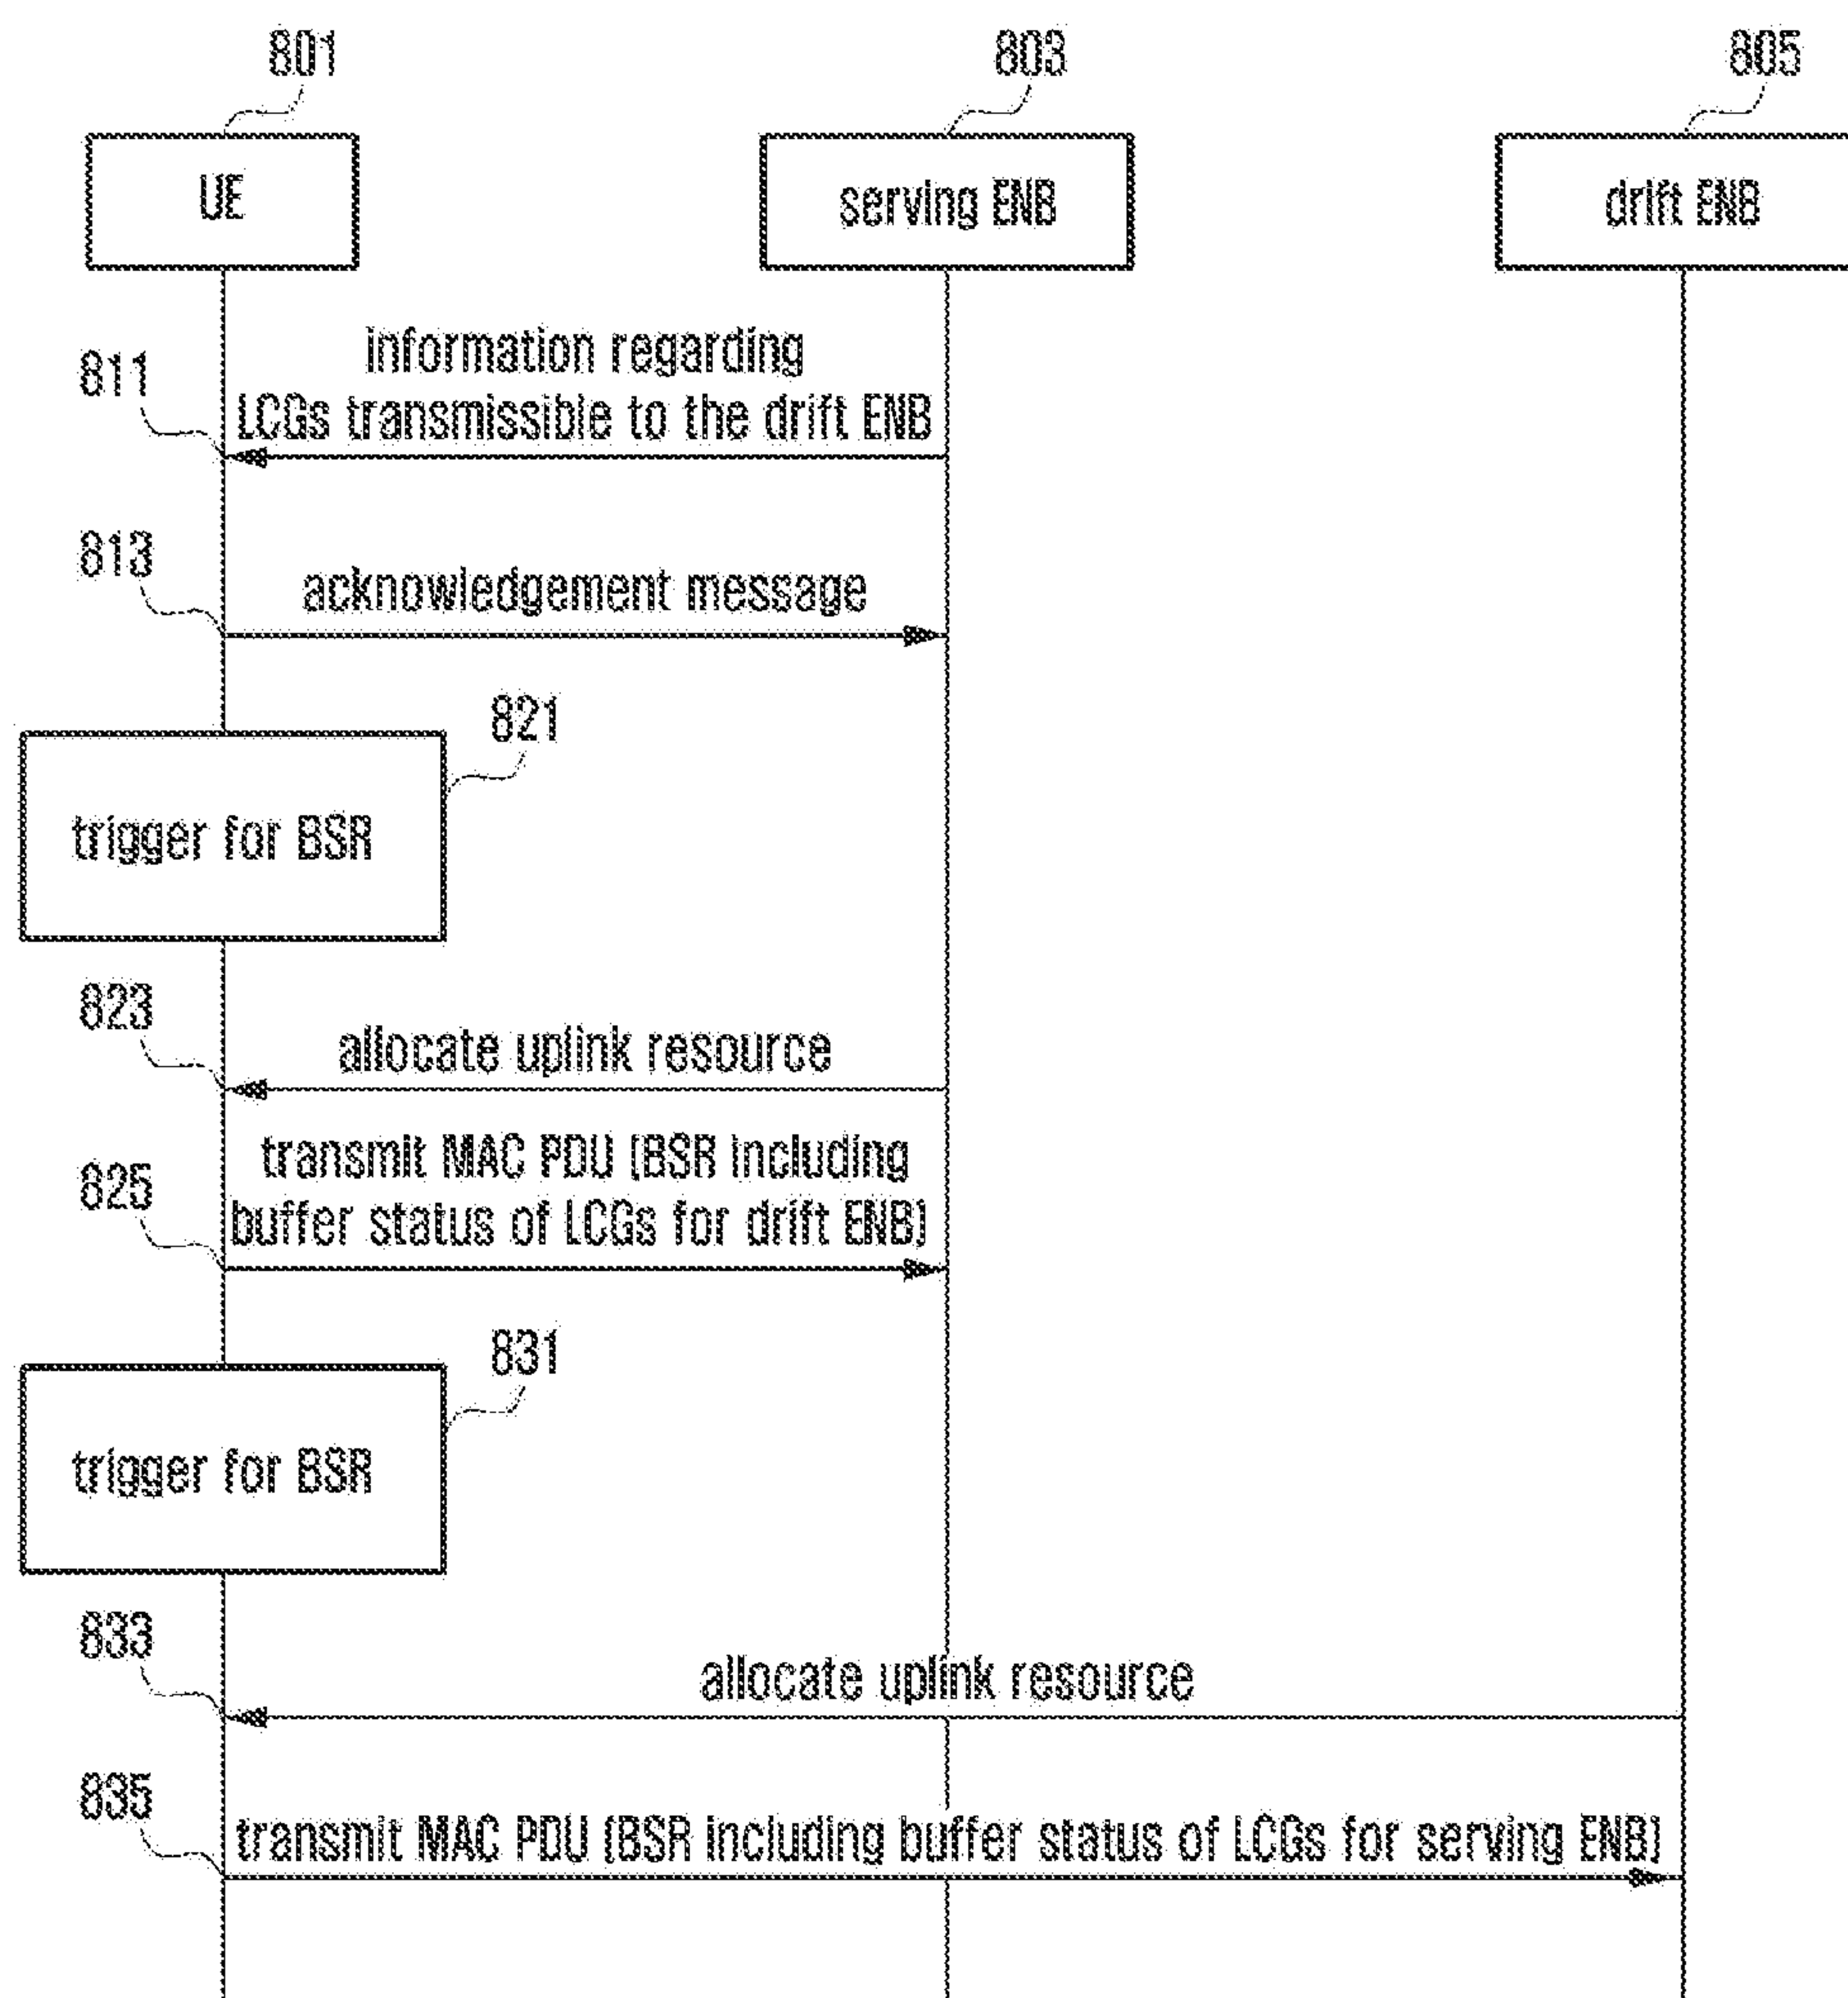 801
803
805
UE
serving ENB
drift ENB
information regarding
811
LCGs transmissible to the drift ENB
813
acknowledgement message
821
trigger for BSR
823
allocate uplink resource
transmit MAC PDU (BSR including
825
buffer status of LCGs for drift ENB)
831
trigger for BSR
833
allocate uplink resource
835
transmit MAC PDU (BSR including buffer status of LCGs for serving ENB)